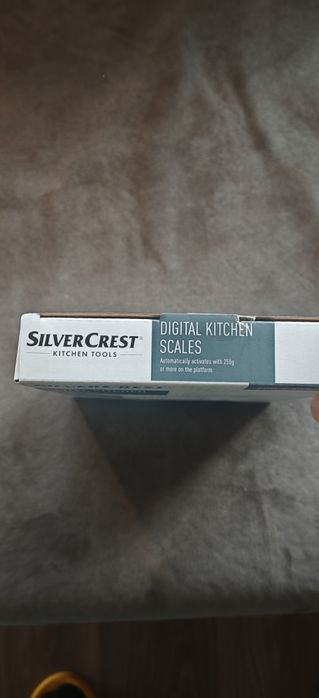 SILVERCREST®
KITCHEN TOOLS
DIGITAL KITCHEN
SCALES
Automatically activates with 250g
or more on the platform